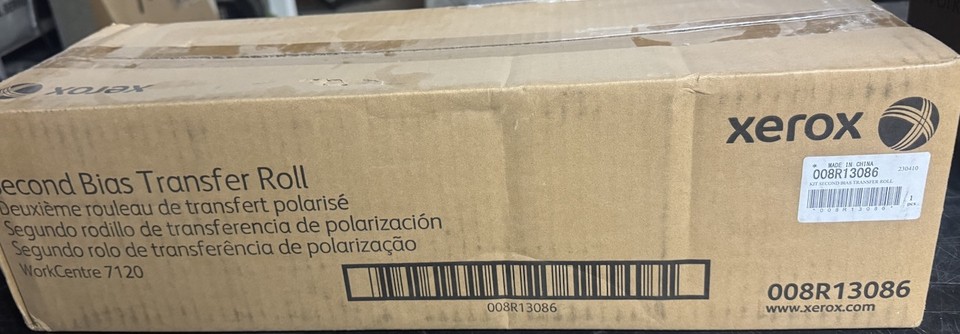 xerox
xerox
MADE IN CHINA
008R13086
230410
KIT SECOND BIAS TRANSFER ROLL
*008R13086*
1
Second Bias Transfer Roll
Deuxième rouleau de transfert polarisé
Segundo rodillo de transferencia de polarización
Segundo rolo de transferência de polarização
WorkCentre 7120
008R13086
008R13086
www.xerox.com